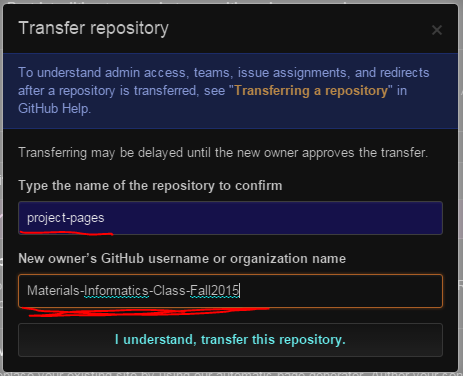 Transfer repository ×
To understand admin access, teams, issue assignments, and redirects
after a repository is transferred, see "Transferring a repository" in
GitHub Help.
Transferring may be delayed until the new owner approves the transfer.
Type the name of the repository to confirm
project-pages
New owner's GitHub username or organization name
Materials-Informatics-Class-Fall2015
I understand, transfer this repository.